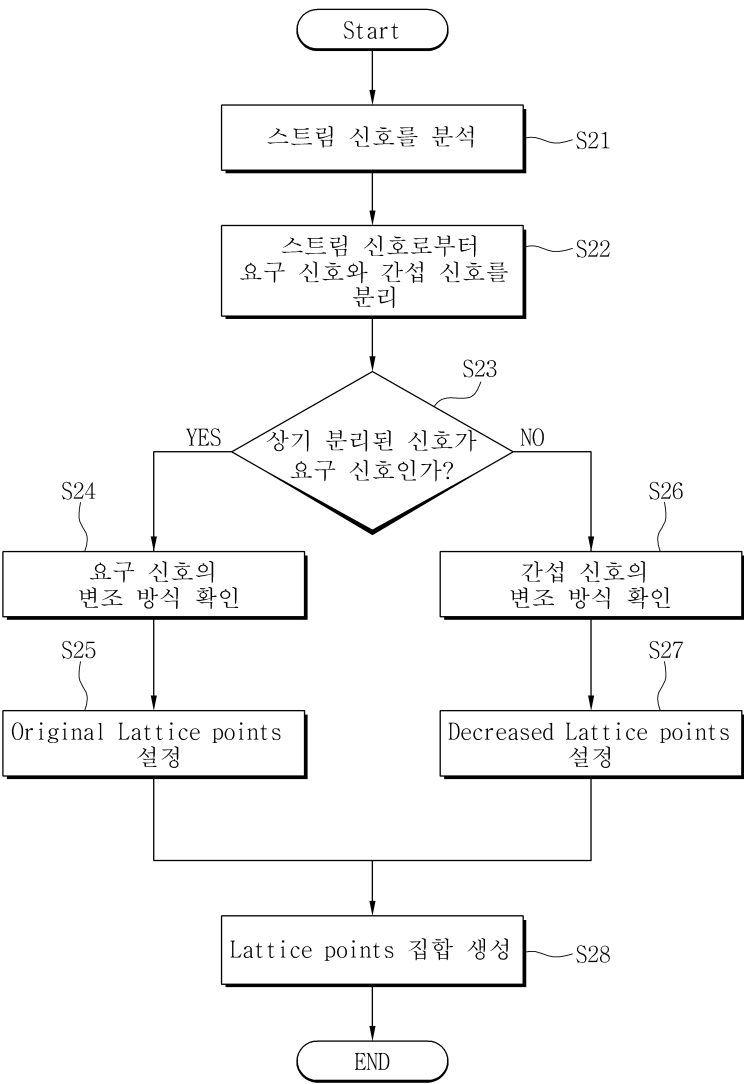 Start
스트림 신호를 분석
S21
스트림 신호로부터
요구 신호와 간섭 신호를
분리
S22
S23
상기 분리된 신호가
요구 신호인가?
YES
NO
S24
요구 신호의
변조 방식 확인
S26
간섭 신호의
변조 방식 확인
S25
Original Lattice points
설정
S27
Decreased Lattice points
설정
Lattice points 집합 생성
S28
END